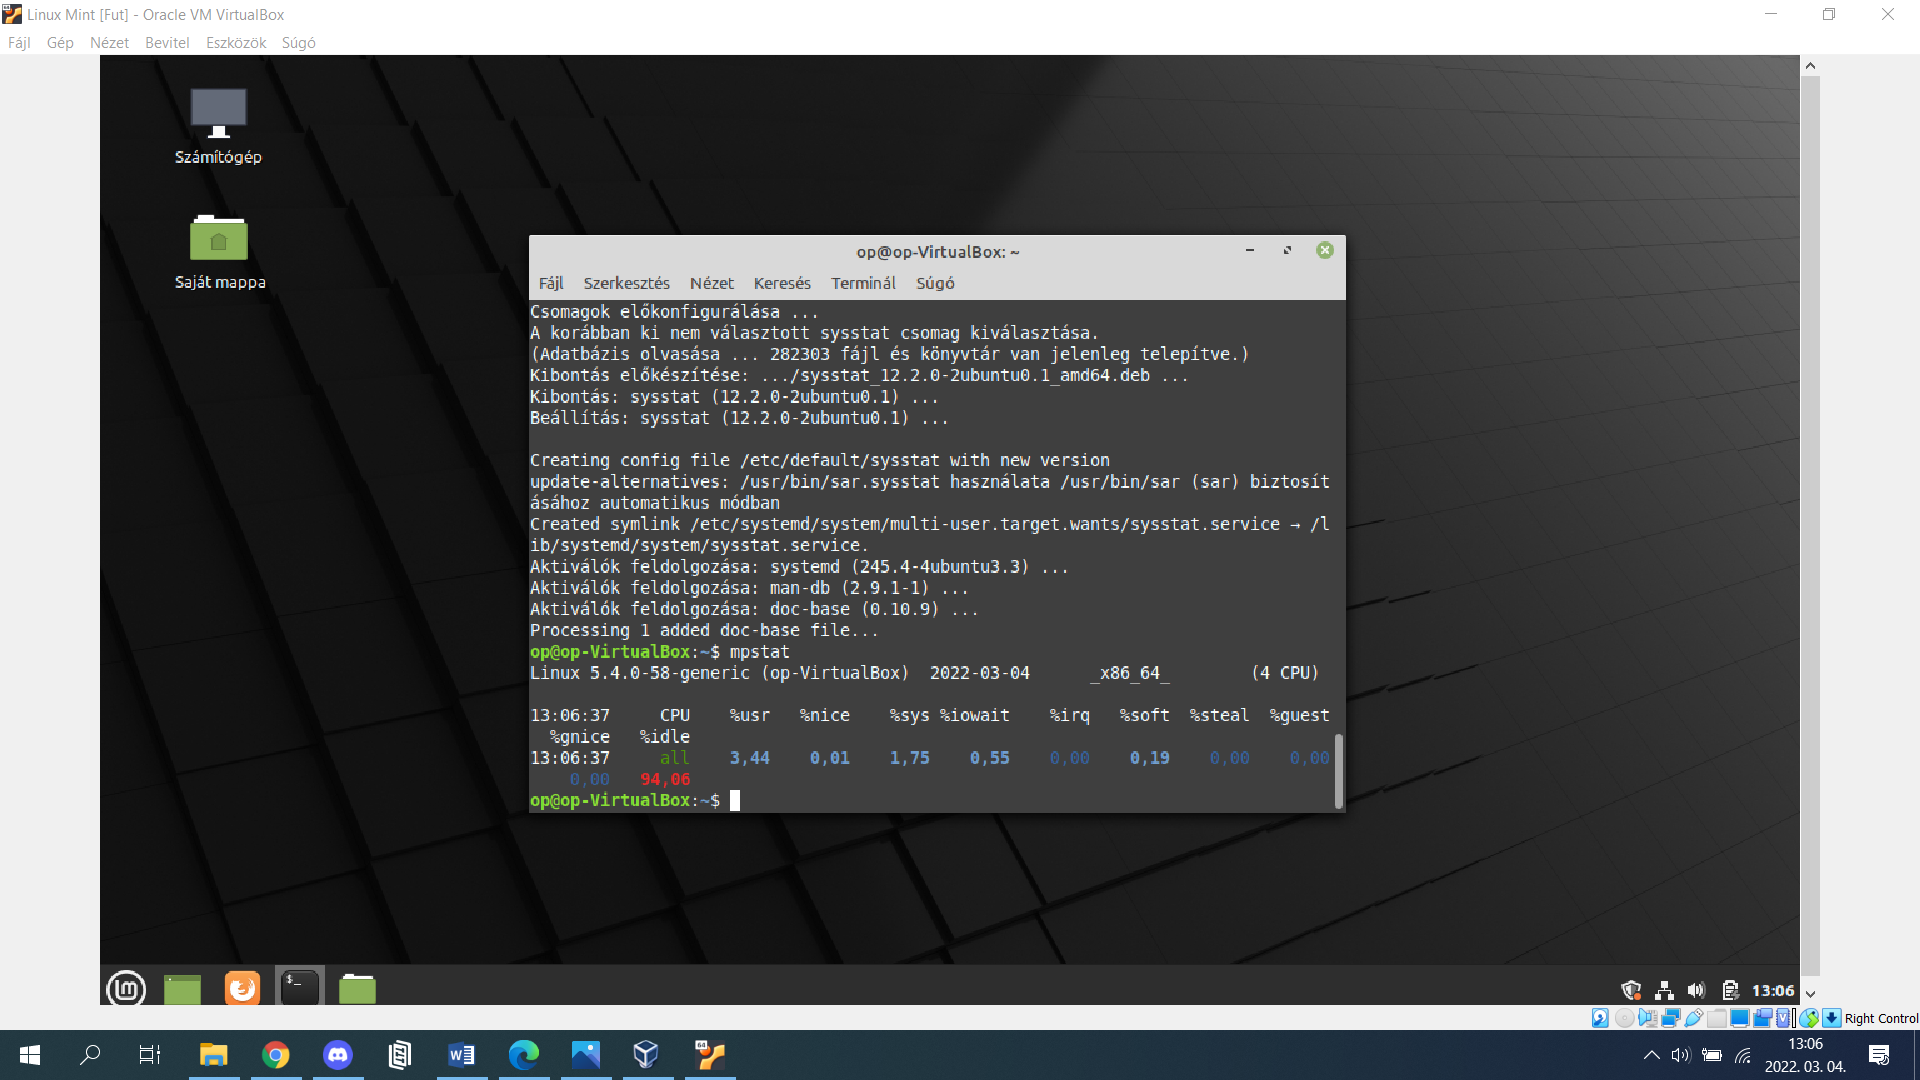 Linux Mint [Fut] - Oracle VM VirtualBox
Fájl Gép Nézet Bevitel Eszközök Súgó
Számítógép
Saját mappa
op@op-VirtualBox: ~
Fájl Szerkesztés Nézet Keresés Terminál Súgó
Csomagok előkonfigurálása ...
A korábban ki nem választott sysstat csomag kiválasztása.
(Adatbázis olvasása ... 282303 fájl és könyvtár van jelenleg telepítve.)
Kibontás előkészítése: .../sysstat_12.2.0-2ubuntu0.1_amd64.deb ...
Kibontás: sysstat (12.2.0-2ubuntu0.1) ...
Beállítás: sysstat (12.2.0-2ubuntu0.1) ...
Creating config file /etc/default/sysstat with new version
update-alternatives: /usr/bin/sar.sysstat használata /usr/bin/sar (sar) biztosít
ásához automatikus módban
Created symlink /etc/systemd/system/multi-user.target.wants/sysstat.service → /l
ib/systemd/system/sysstat.service.
Aktiválók feldolgozása: systemd (245.4-4ubuntu3.3) ...
Aktiválók feldolgozása: man-db (2.9.1-1) ...
Aktiválók feldolgozása: doc-base (0.10.9) ...
Processing 1 added doc-base file...
op@op-VirtualBox:~$ mpstat
Linux 5.4.0-58-generic (op-VirtualBox) 2022-03-04 _x86_64_ (4 CPU)
13:06:37 CPU %usr %nice %sys %iowait %irq %soft %steal %guest
%gnice %idle
13:06:37 all 3,44 0,01 1,75 0,55 0,00 0,19 0,00 0,00
0,00 94,06
op@op-VirtualBox:~$
13:06
Right Control
13:06
2022. 03. 04.